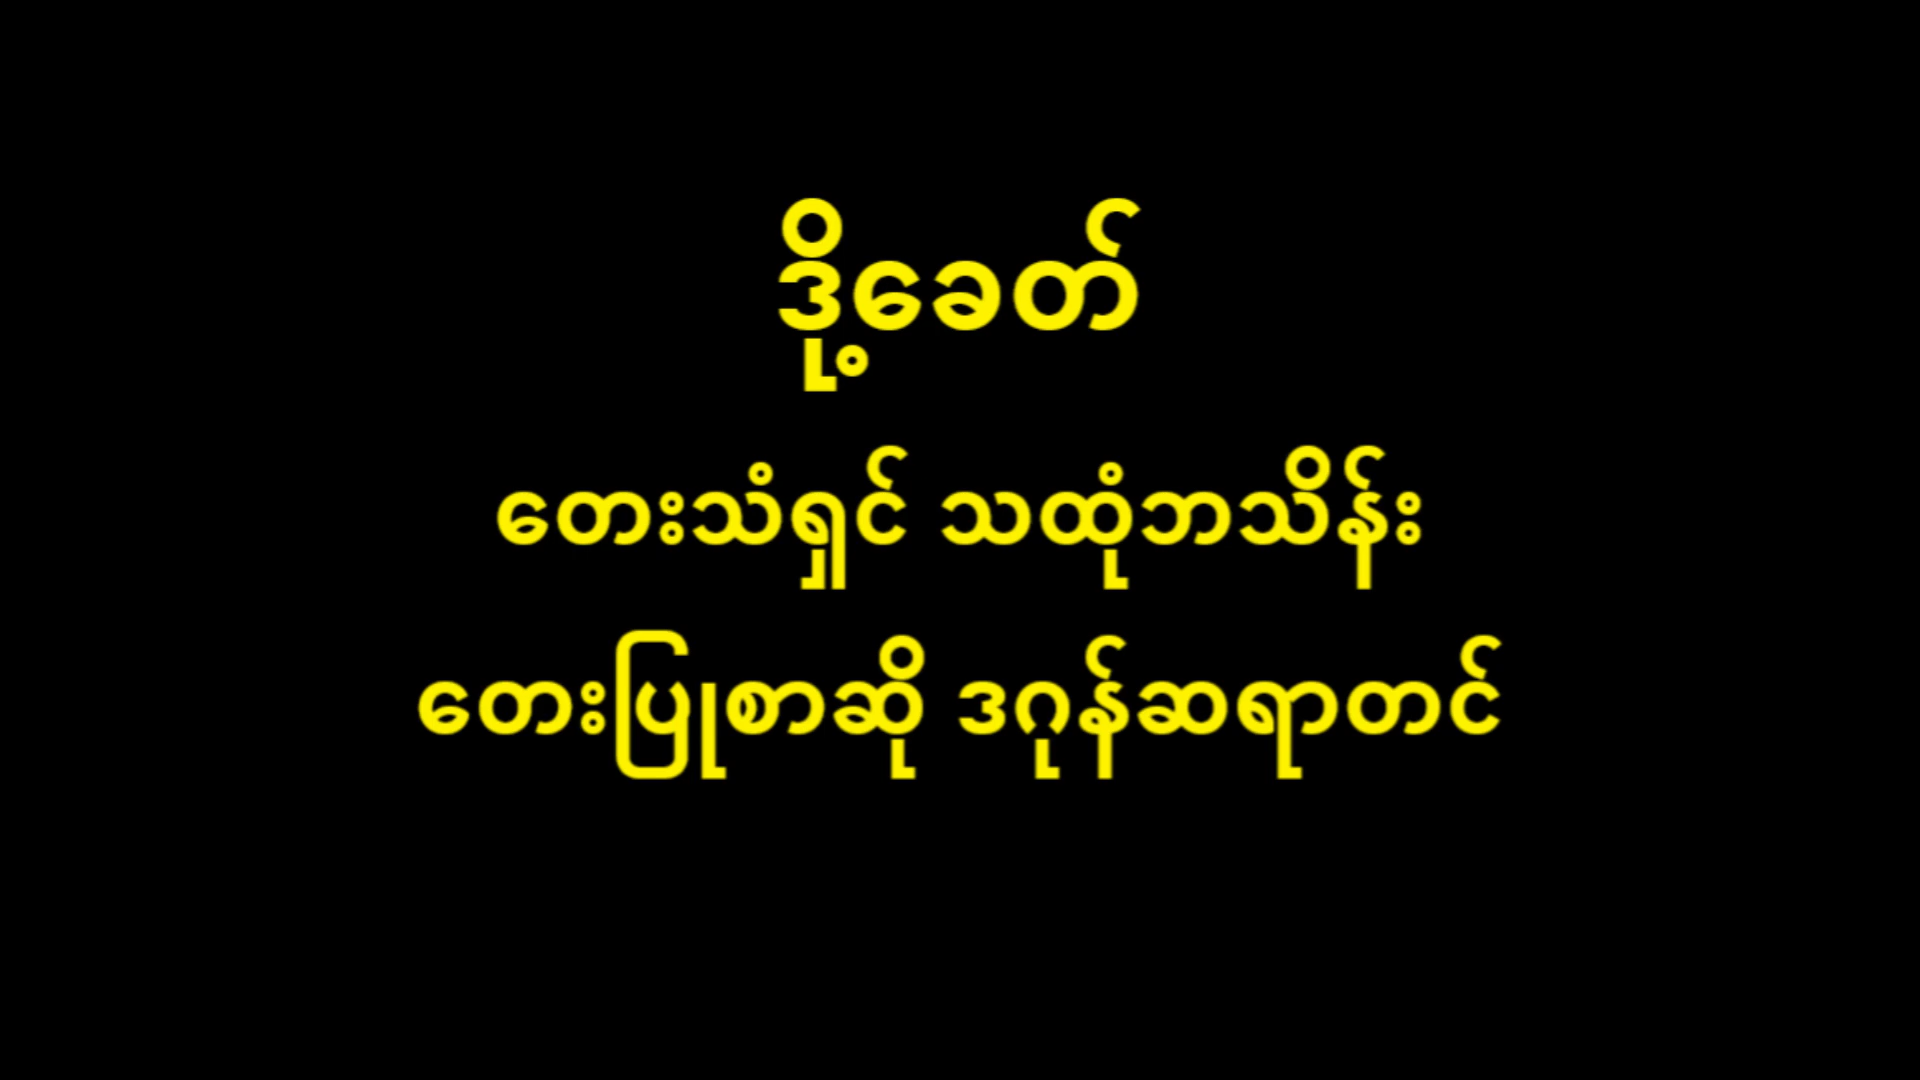 ဒို့ခေတ်
တေးသံရှင် သထုံဘသိန်း
တေးပြုစာဆို ဒဂုန်ဆရာတင်